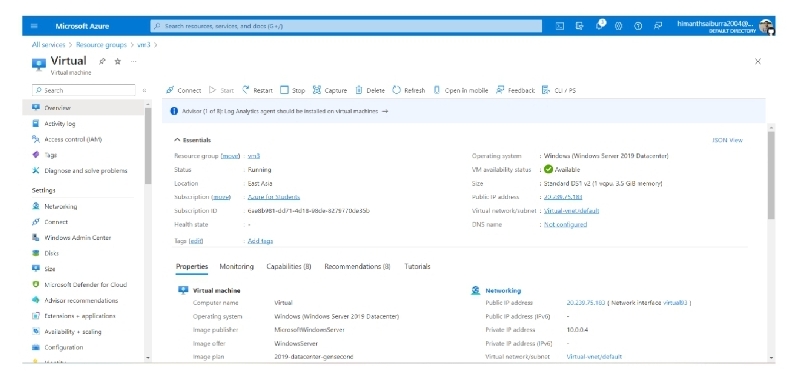 Microsoft Azure
Search resources, services, and docs (G+/)
himanthsaiburra2004@...
DEFAULT DIRECTORY
All services > Resource groups > vm3 >
Virtual
Virtual machine
Search
Connect
Start
Restart
Stop
Capture
Delete
Refresh
Open in mobile
Feedback
CLI / PS
Overview
Activity log
Access control (IAM)
Tags
Diagnose and solve problems
Settings
Networking
Connect
Windows Admin Center
Disks
Size
Microsoft Defender for Cloud
Advisor recommendations
Extensions + applications
Availability + scaling
Configuration
Advisor (1 of 8): Log Analytics agent should be installed on virtual machines →
Essentials
JSON View
Resource group (move) : vm3
Status : Running
Location : East Asia
Subscription (move) : Azure for Students
Subscription ID
Health state : -
Tags (edit) : Add tags
Operating system : Windows (Windows Server 2019 Datacenter)
VM availability status : Available
Size : Standard DS1 v2 (1 vcpu, 3.5 GiB memory)
Public IP address : 20.239.75.183
Virtual network/subnet : Virtual-vnet/default
DNS name : Not configured
Properties Monitoring Capabilities (8) Recommendations (8) Tutorials
Virtual machine
Computer name Virtual
Operating system Windows (Windows Server 2019 Datacenter)
Image publisher MicrosoftWindowsServer
Image offer WindowsServer
Image plan 2019-datacenter-gensecond
Networking
Public IP address 20.239.75.183 ( Network interface virtual93 )
Public IP address (IPv6) -
Private IP address 10.0.0.4
Private IP address (IPv6) -
Virtual network/subnet Virtual-vnet/default